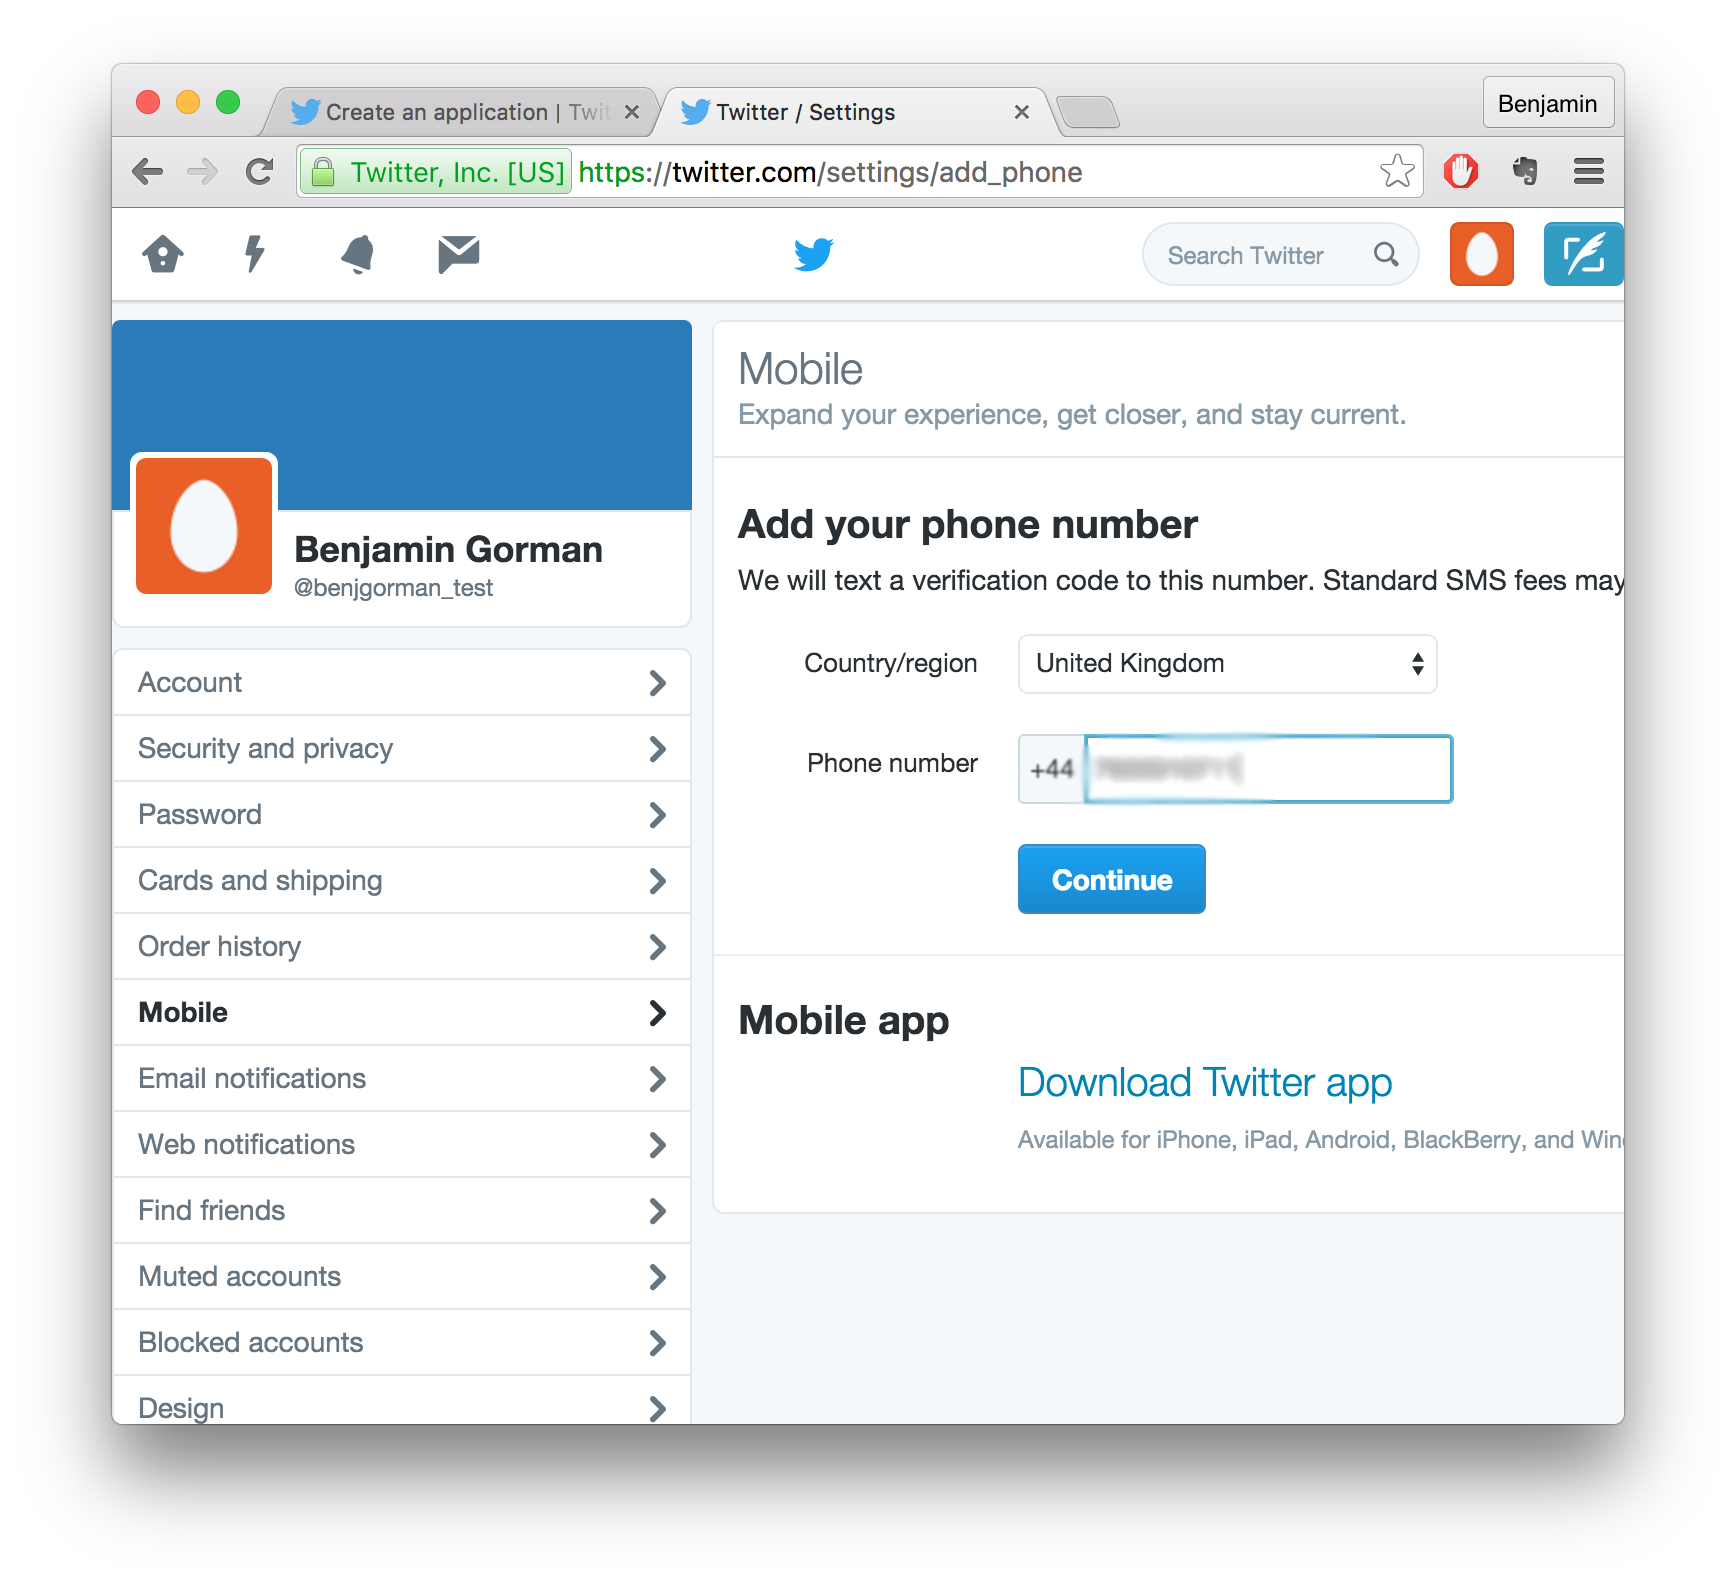 Create an application | Twit
Twitter / Settings
Benjamin
Twitter, Inc. [US] https://twitter.com/settings/add_phone
Search Twitter
Benjamin Gorman
@benjgorman_test
Account
Security and privacy
Password
Cards and shipping
Order history
Mobile
Email notifications
Web notifications
Find friends
Muted accounts
Blocked accounts
Design
Mobile
Expand your experience, get closer, and stay current.
Add your phone number
We will text a verification code to this number. Standard SMS fees may
Country/region United Kingdom
Phone number +44
Continue
Mobile app
Download Twitter app
Available for iPhone, iPad, Android, BlackBerry, and Win